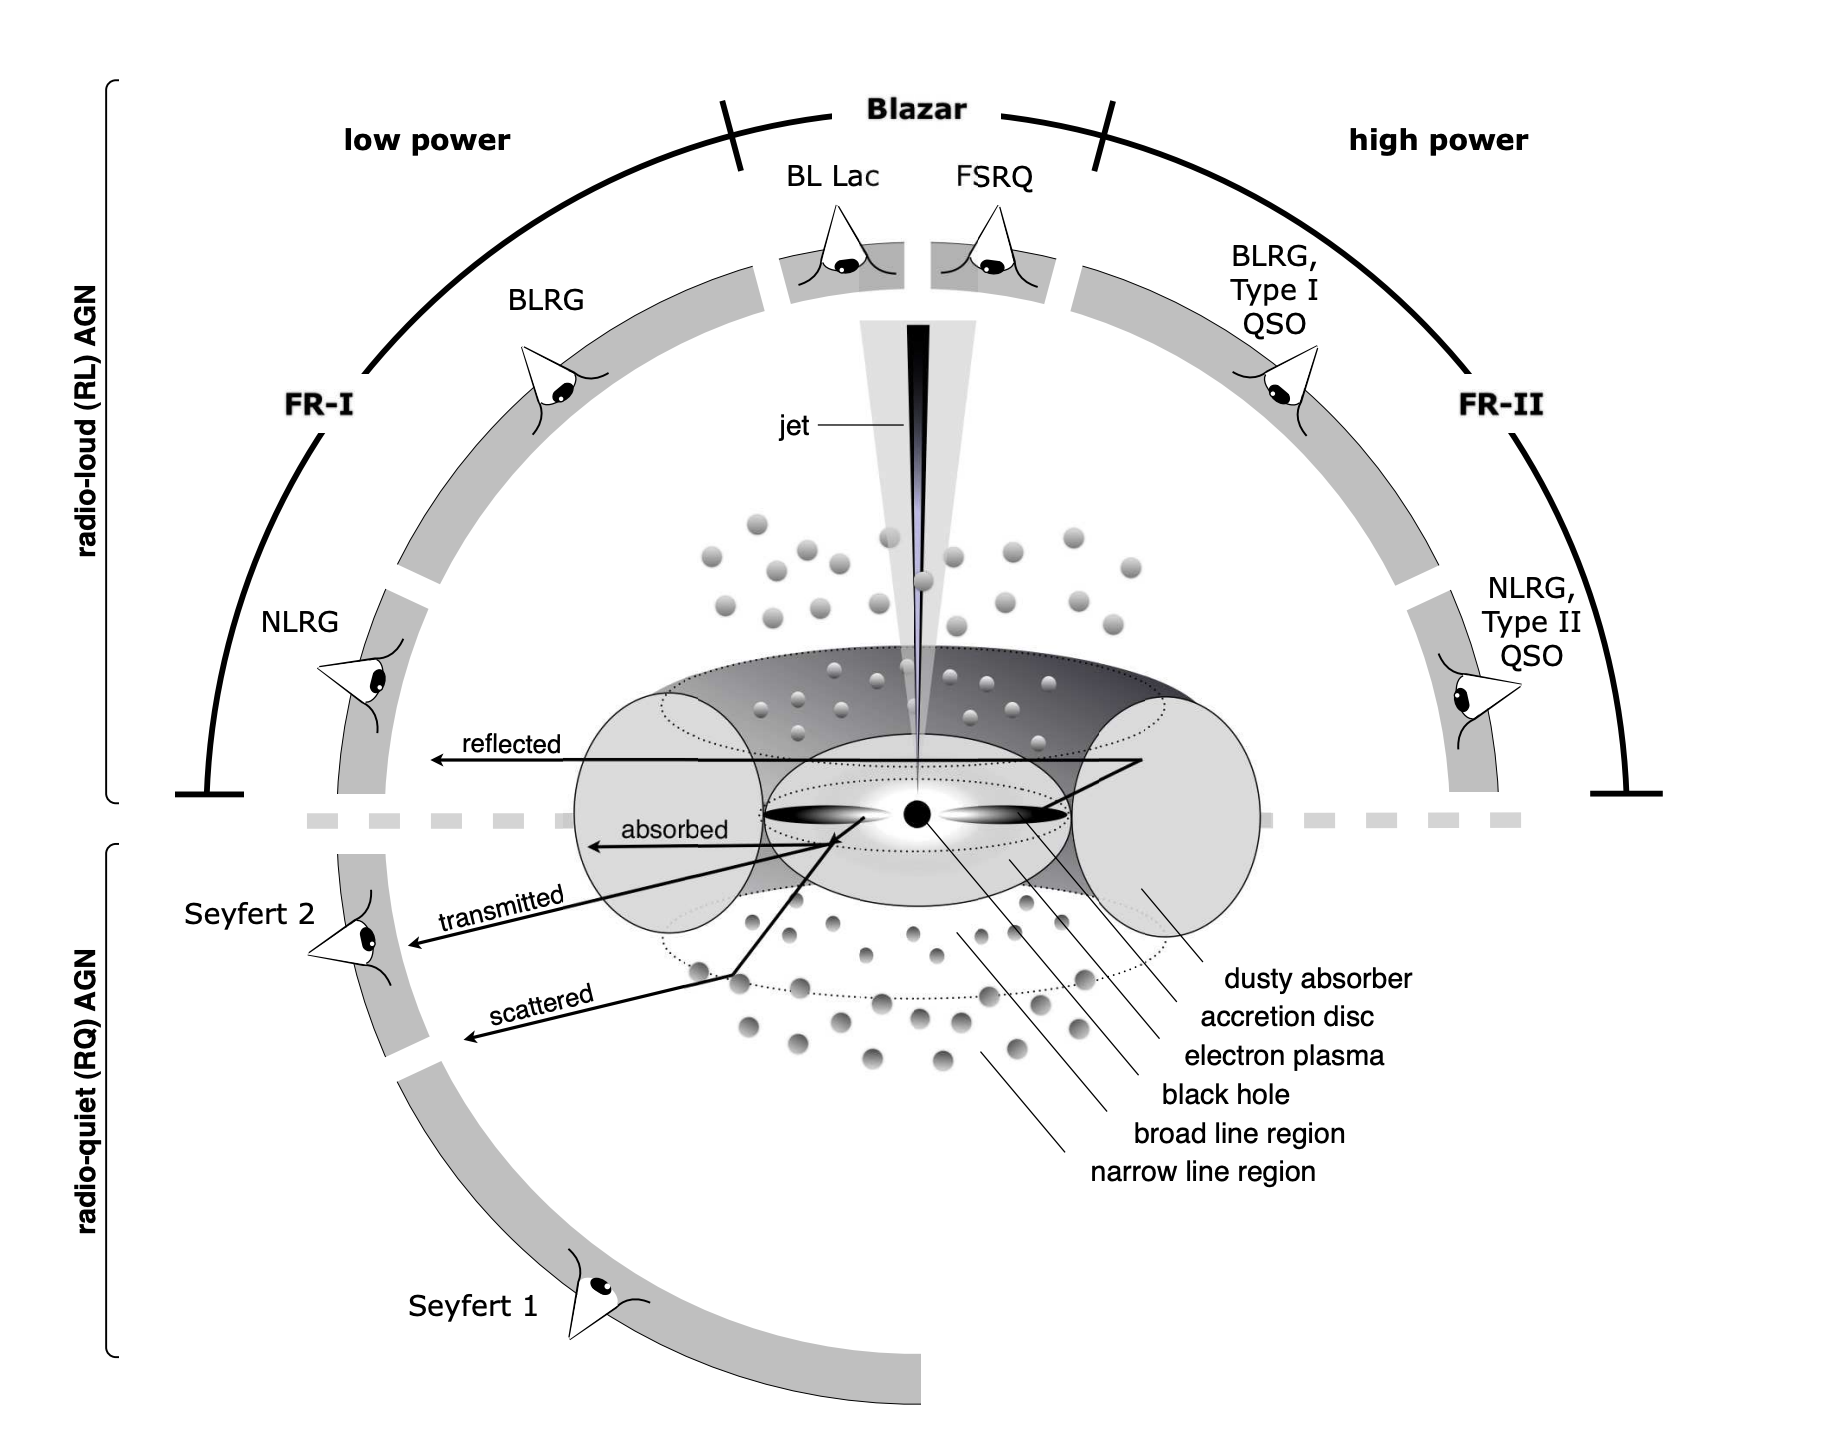 Blazar
low power
high power
BL Lac
FSRQ
BLRG,
Type I
QSO
BLRG
radio-loud (RL) AGN
FR-I
FR-II
jet
NLRG
NLRG,
Type II
QSO
reflected
absorbed
transmitted
Seyfert 2
scattered
radio-quiet (RQ) AGN
dusty absorber
accretion disc
electron plasma
black hole
broad line region
narrow line region
Seyfert 1